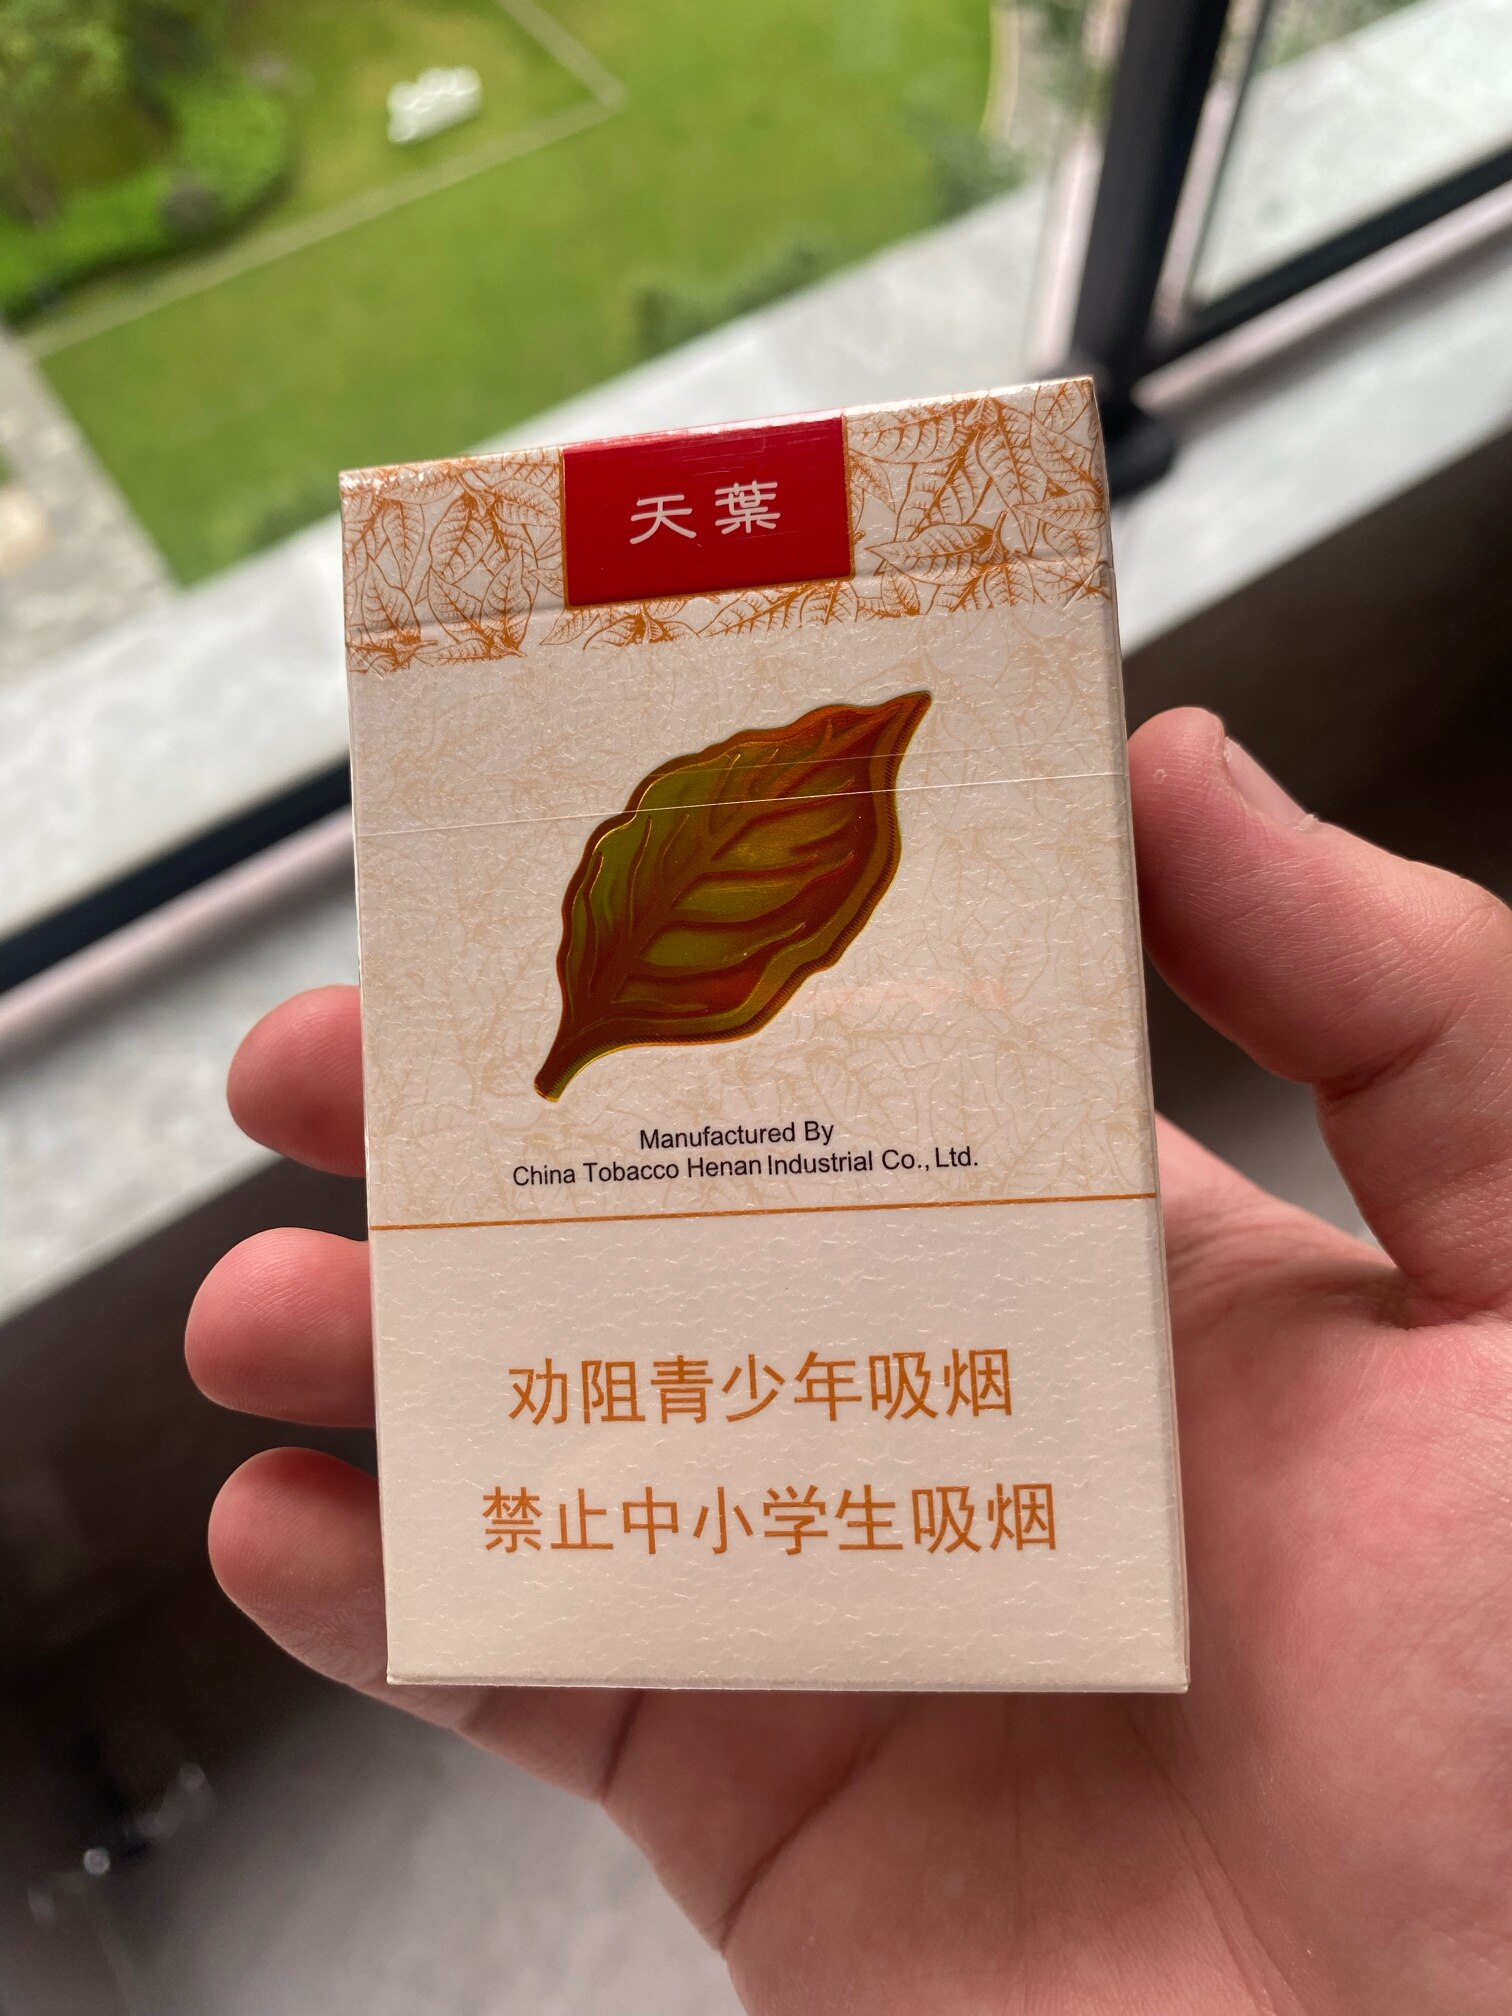 天葉
Manufactured By
China Tobacco Henan Industrial Co., Ltd.
劝阻青少年吸烟
禁止中小学生吸烟